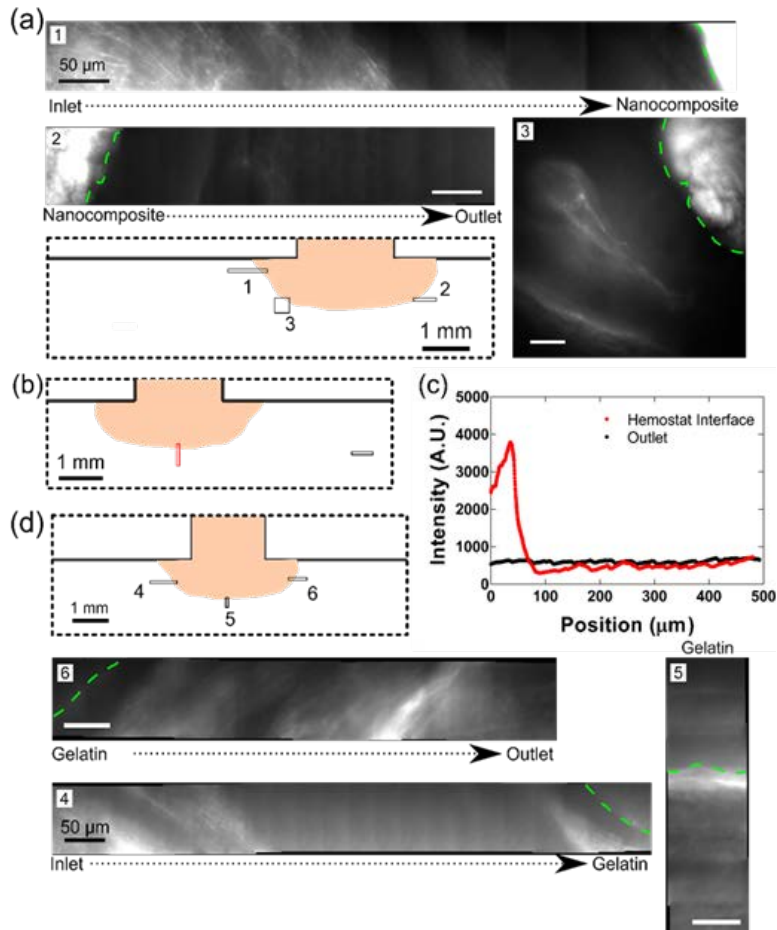 (a)
1
50 µm
Inlet
Nanocomposite
2
Nanocomposite
Outlet
3
1
2
3
1 mm
(b)
1 mm
(c)
5000
4000
3000
2000
1000
0
Intensity (A.U.)
Hemostat Interface
Outlet
0
100
200
300
400
500
Position (µm)
(d)
4
5
6
1 mm
6
Gelatin
Outlet
4
50 µm
Inlet
Gelatin
Gelatin
5